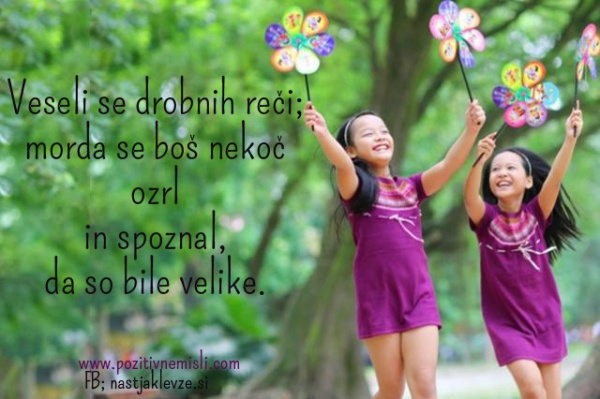 Veseli se drobnih reči;
morda se boš nekoč
ozrl
in spoznal,
da so bile velike.
www.pozitivnemisli.com
FB; nastjaklevze.si